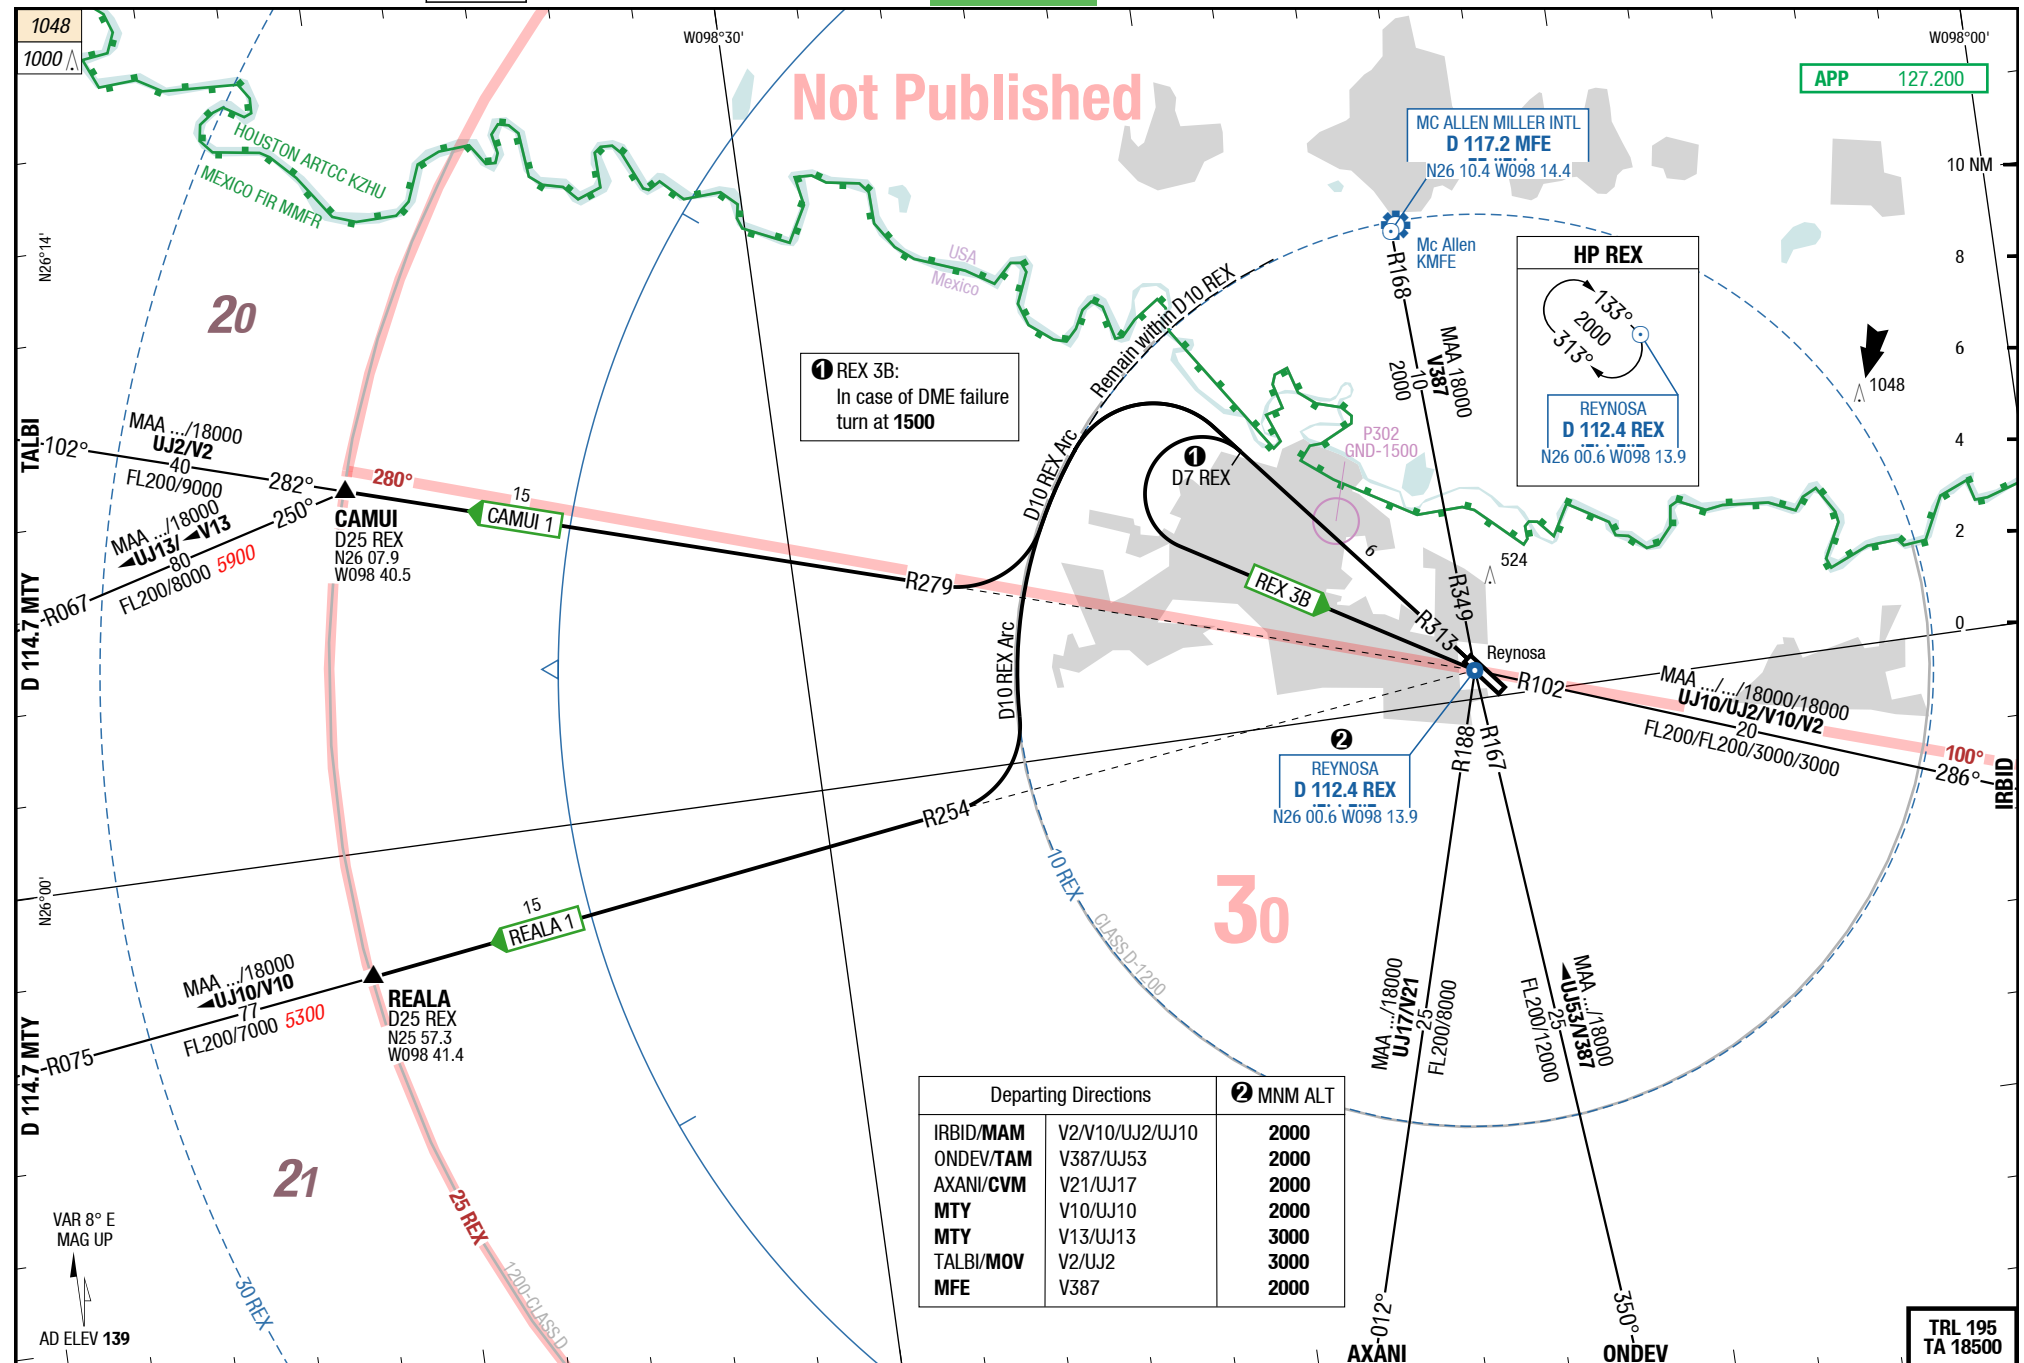 1048
1000
W098°30'
W098°00'
Not Published
APP 127.200
HOUSTON ARTCC KZHU
MEXICO FIR MMFR
MC ALLEN MILLER INTL
D 117.2 MFE
N26 10.4 W098 14.4
10 NM
N26°14'
USA
Mexico
Mc Allen
KMFE
8
HP REX
133°
2000
313°
REYNOSA
D 112.4 REX
N26 00.6 W098 13.9
20
Remain within D10 REX
R168
MAA 18000
V387
10
2000
6
1048
1 REX 3B:
In case of DME failure
turn at 1500
TALBI
102°
MAA .../18000
UJ2/V2
40
FL200/9000
282°
280°
15
CAMUI 1
D10 REX Arc
1
D7 REX
P302
GND-1500
4
MAA .../18000
UJ13/ V13
80
FL200/8000 5900
250°
CAMUI
D25 REX
N26 07.9
W098 40.5
6
524
2
D 114.7 MTY
R067
R279
REX 3B
R349
R313
0
D10 REX Arc
Reynosa
R102
MAA .../.../18000/18000
UJ10/UJ2/V10/V2
20
FL200/FL200/3000/3000
100°
286°
IRBID
R188
R167
2
REYNOSA
D 112.4 REX
N26 00.6 W098 13.9
R254
N26°00'
10 REX
CLASS D-1200
30
15
REALA 1
MAA .../18000
UJ10/V10
77
FL200/7000 5300
REALA
D25 REX
N25 57.3
W098 41.4
D 114.7 MTY
R075
MAA .../18000
UJ17/V21
25
FL200/8000
MAA .../18000
UJ53/V387
25
FL200/12000
21
25 REX
1200-CLASS D
30 REX
VAR 8° E
MAG UP
AD ELEV 139
Departing Directions 2 MNM ALT
IRBID/MAM V2/V10/UJ2/UJ10 2000
ONDEV/TAM V387/UJ53 2000
AXANI/CVM V21/UJ17 2000
MTY V10/UJ10 2000
MTY V13/UJ13 3000
TALBI/MOV V2/UJ2 3000
MFE V387 2000
012°
AXANI
350°
ONDEV
TRL 195
TA 18500